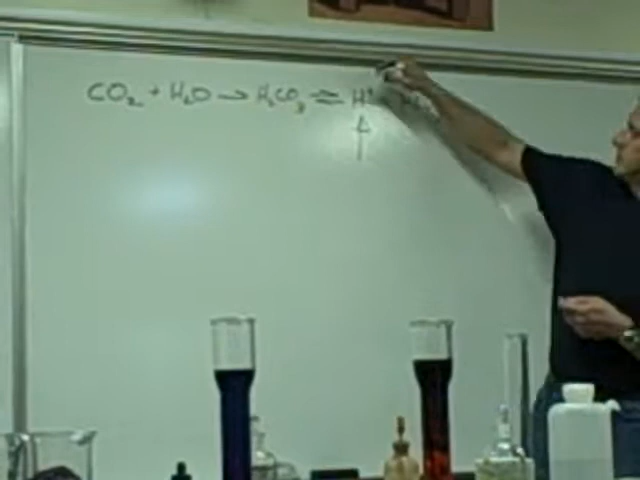 CO₂ + H₂O → H₂CO₃ ⇌ H⁺
↑